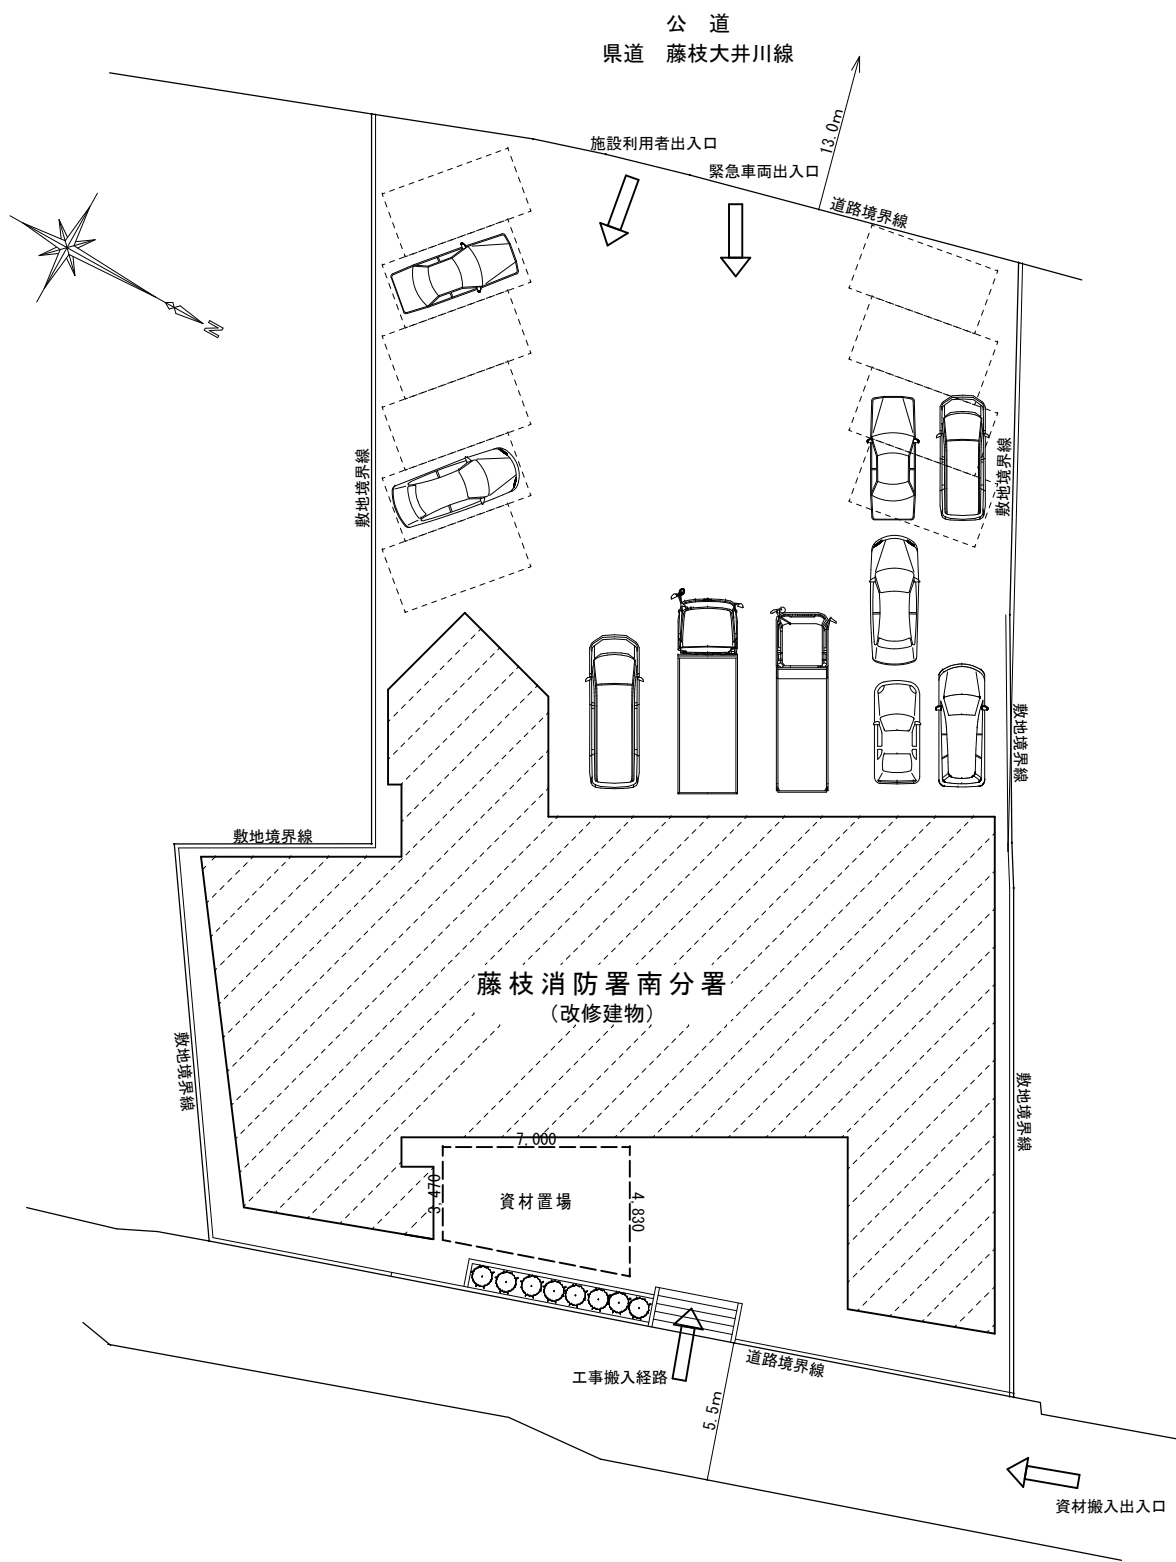 公　道
県道　藤枝大井川線
施設利用者出入口
13.0m
緊急車両出入口
道路境界線
N
敷地境界線
敷地境界線
敷地境界線
敷地境界線
藤枝消防署南分署
（改修建物）
敷地境界線
敷地境界線
7,000
3,470
資材置場
4,830
道路境界線
工事搬入経路
5.5m
資材搬入出入口